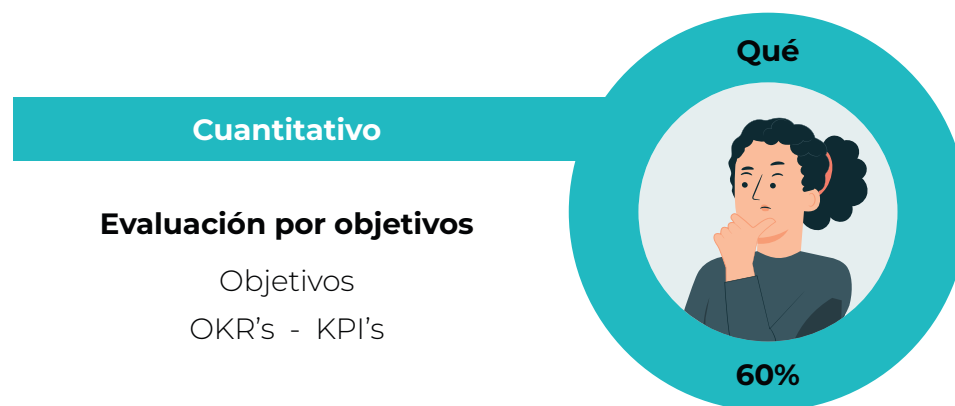 Qué
Cuantitativo
Evaluación por objetivos
Objetivos
OKR’s - KPI’s
60%